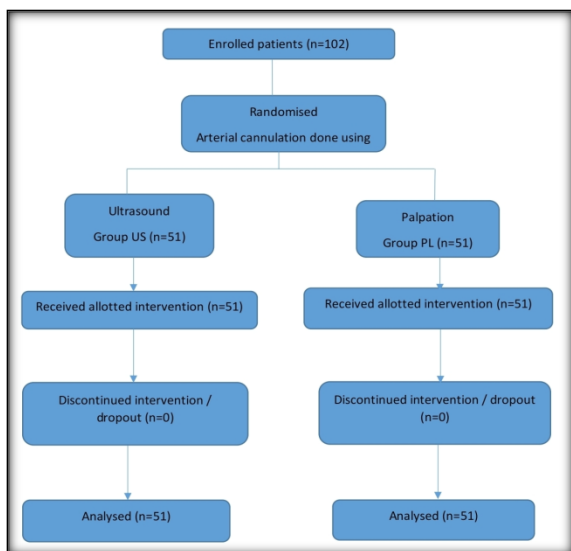 Enrolled patients (n=102)
Randomised
Arterial cannulation done using
Ultrasound
Group US (n=51)
Palpation
Group PL (n=51)
Received allotted intervention (n=51)
Received allotted intervention (n=51)
Discontinued intervention /
dropout (n=0)
Discontinued intervention / dropout
(n=0)
Analysed (n=51)
Analysed (n=51)